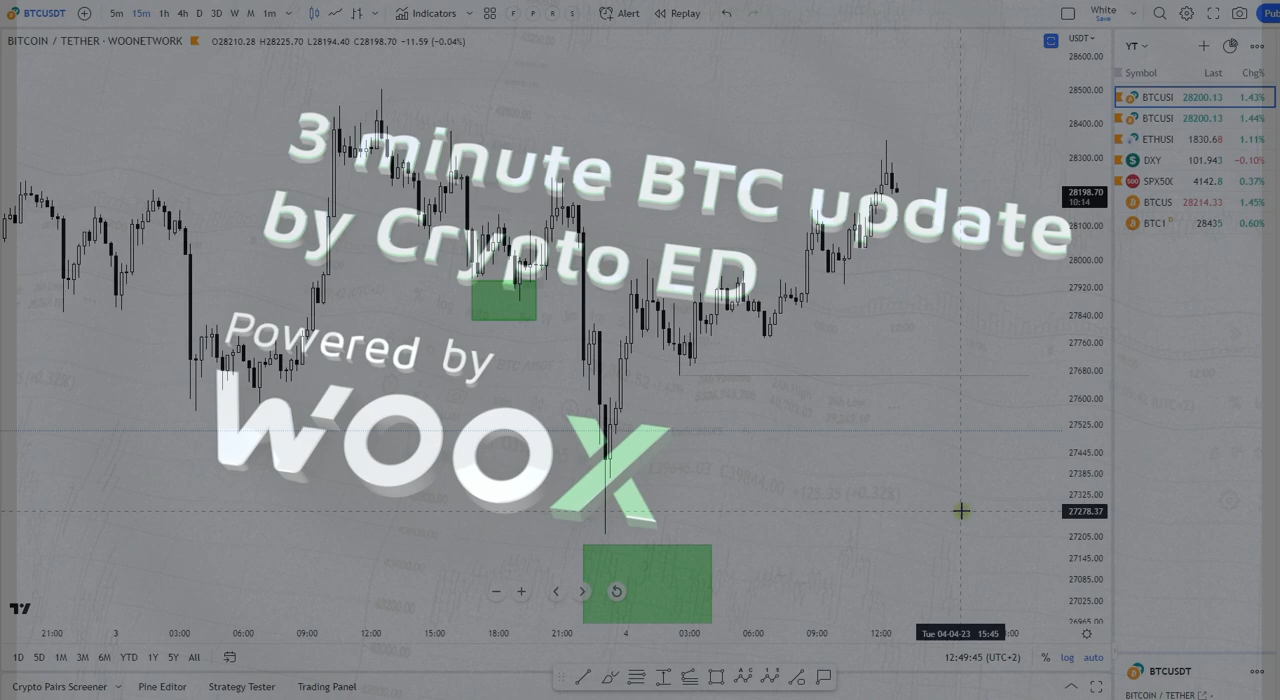 BTCUSDT 5m 15m 1h 4h D 3D W M 1m Indicators F P R S Alert Replay White Save Pub
BITCOIN / TETHER · WOONETWORK O28210.28 H28225.70 L28194.40 C28198.70 −11.59 (−0.04%)
USDT
28600.00
28500.00
28400.00
28300.00
28198.70
10:14
28100.00
28000.00
27920.00
27840.00
27760.00
27680.00
27600.00
27525.00
27445.00
27385.00
27325.00
27278.37
27205.00
27145.00
27085.00
27025.00
26965.00
3 minute BTC update
by Crypto ED
Powered by
WOOX
YT
Symbol Last Chg%
BTCUSI 28200.13 1.43%
BTCUSI 28200.13 1.44%
ETHUSI 1830.68 1.11%
DXY 101.943 −0.10%
SPX50( 4142.8 0.37%
BTCUS 28214.33 1.45%
BTC1 D 28435 0.60%
21:00 3 03:00 06:00 09:00 12:00 15:00 18:00 21:00 4 03:00 06:00 09:00 12:00 Tue 04-04-23 15:45 :00
1D 5D 1M 3M 6M YTD 1Y 5Y All 12:49:45 (UTC+2) % log auto
Crypto Pairs Screener Pine Editor Strategy Tester Trading Panel
BTCUSDT
BITCOIN / TETHER